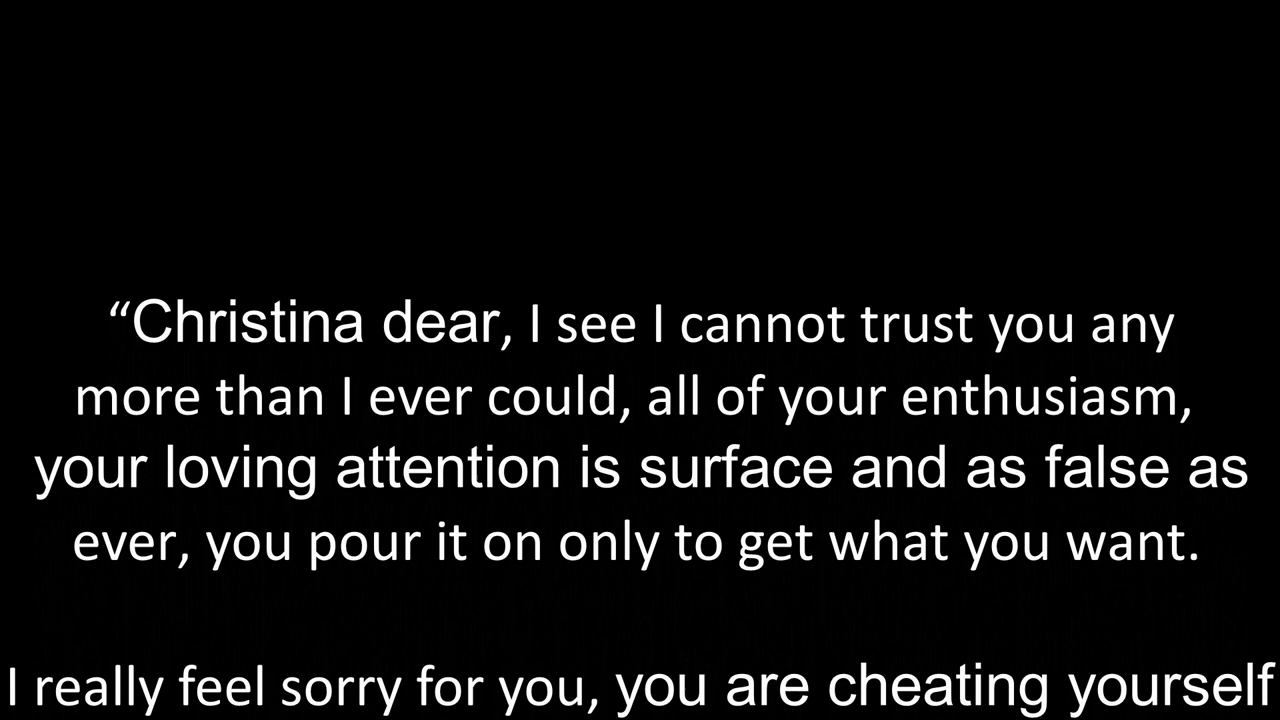 “Christina dear, I see I cannot trust you any
more than I ever could, all of your enthusiasm,
your loving attention is surface and as false as
ever, you pour it on only to get what you want.
I really feel sorry for you, you are cheating yourself